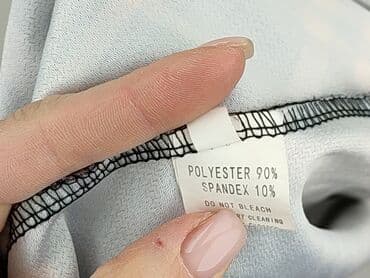 POLYESTER 90%
SPANDEX 10%
DO NOT BLEACH
CLEANING